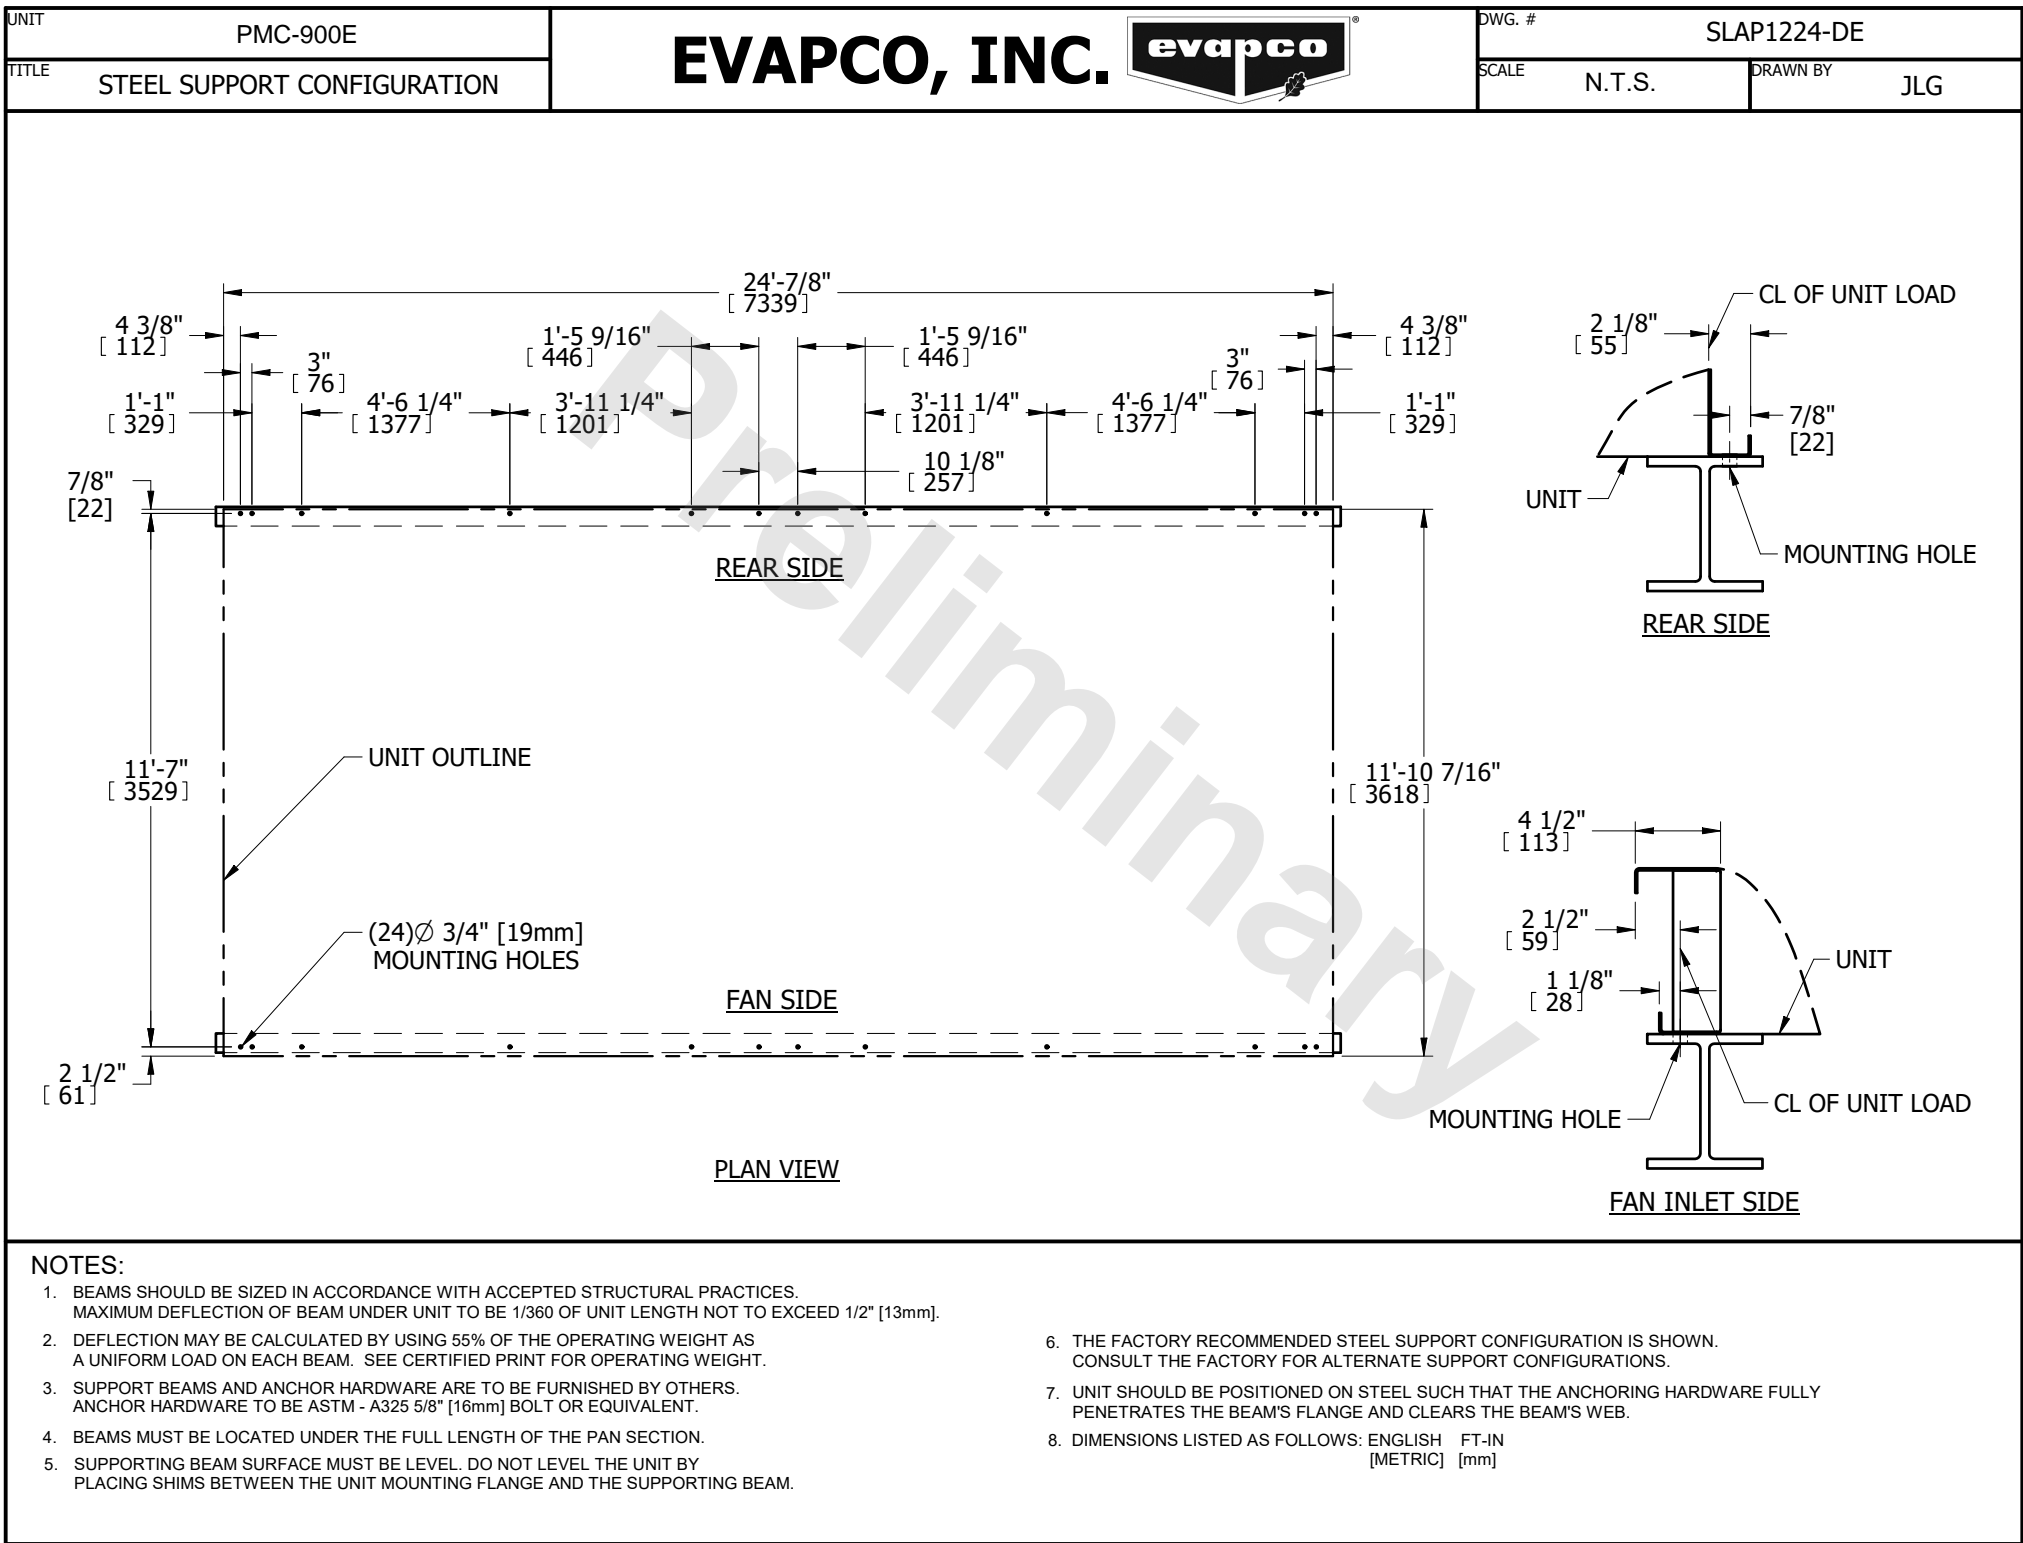 UNIT
PMC-900E
TITLE
STEEL SUPPORT CONFIGURATION
EVAPCO, INC.
evapco
®
DWG. #
SLAP1224-DE
SCALE
N.T.S.
DRAWN BY
JLG
24'-7/8"
[ 7339]
4 3/8"
[ 112]
3"
[ 76]
1'-5 9/16"
[ 446]
1'-5 9/16"
[ 446]
4 3/8"
[ 112]
3"
[ 76]
1'-1"
[ 329]
4'-6 1/4"
[ 1377]
3'-11 1/4"
[ 1201]
3'-11 1/4"
[ 1201]
4'-6 1/4"
[ 1377]
1'-1"
[ 329]
10 1/8"
[ 257]
7/8"
[22]
REAR SIDE
UNIT OUTLINE
11'-7"
[ 3529]
11'-10 7/16"
[ 3618]
(24)Ø 3/4" [19mm]
MOUNTING HOLES
FAN SIDE
2 1/2"
[ 61]
PLAN VIEW
Preliminary
CL OF UNIT LOAD
2 1/8"
[ 55]
7/8"
[22]
UNIT
MOUNTING HOLE
REAR SIDE
4 1/2"
[ 113]
2 1/2"
[ 59]
1 1/8"
[ 28]
UNIT
CL OF UNIT LOAD
MOUNTING HOLE
FAN INLET SIDE
NOTES:
1. BEAMS SHOULD BE SIZED IN ACCORDANCE WITH ACCEPTED STRUCTURAL PRACTICES.
MAXIMUM DEFLECTION OF BEAM UNDER UNIT TO BE 1/360 OF UNIT LENGTH NOT TO EXCEED 1/2" [13mm].
2. DEFLECTION MAY BE CALCULATED BY USING 55% OF THE OPERATING WEIGHT AS
A UNIFORM LOAD ON EACH BEAM. SEE CERTIFIED PRINT FOR OPERATING WEIGHT.
3. SUPPORT BEAMS AND ANCHOR HARDWARE ARE TO BE FURNISHED BY OTHERS.
ANCHOR HARDWARE TO BE ASTM - A325 5/8" [16mm] BOLT OR EQUIVALENT.
4. BEAMS MUST BE LOCATED UNDER THE FULL LENGTH OF THE PAN SECTION.
5. SUPPORTING BEAM SURFACE MUST BE LEVEL. DO NOT LEVEL THE UNIT BY
PLACING SHIMS BETWEEN THE UNIT MOUNTING FLANGE AND THE SUPPORTING BEAM.
6. THE FACTORY RECOMMENDED STEEL SUPPORT CONFIGURATION IS SHOWN.
CONSULT THE FACTORY FOR ALTERNATE SUPPORT CONFIGURATIONS.
7. UNIT SHOULD BE POSITIONED ON STEEL SUCH THAT THE ANCHORING HARDWARE FULLY
PENETRATES THE BEAM'S FLANGE AND CLEARS THE BEAM'S WEB.
8. DIMENSIONS LISTED AS FOLLOWS: ENGLISH FT-IN
[METRIC] [mm]